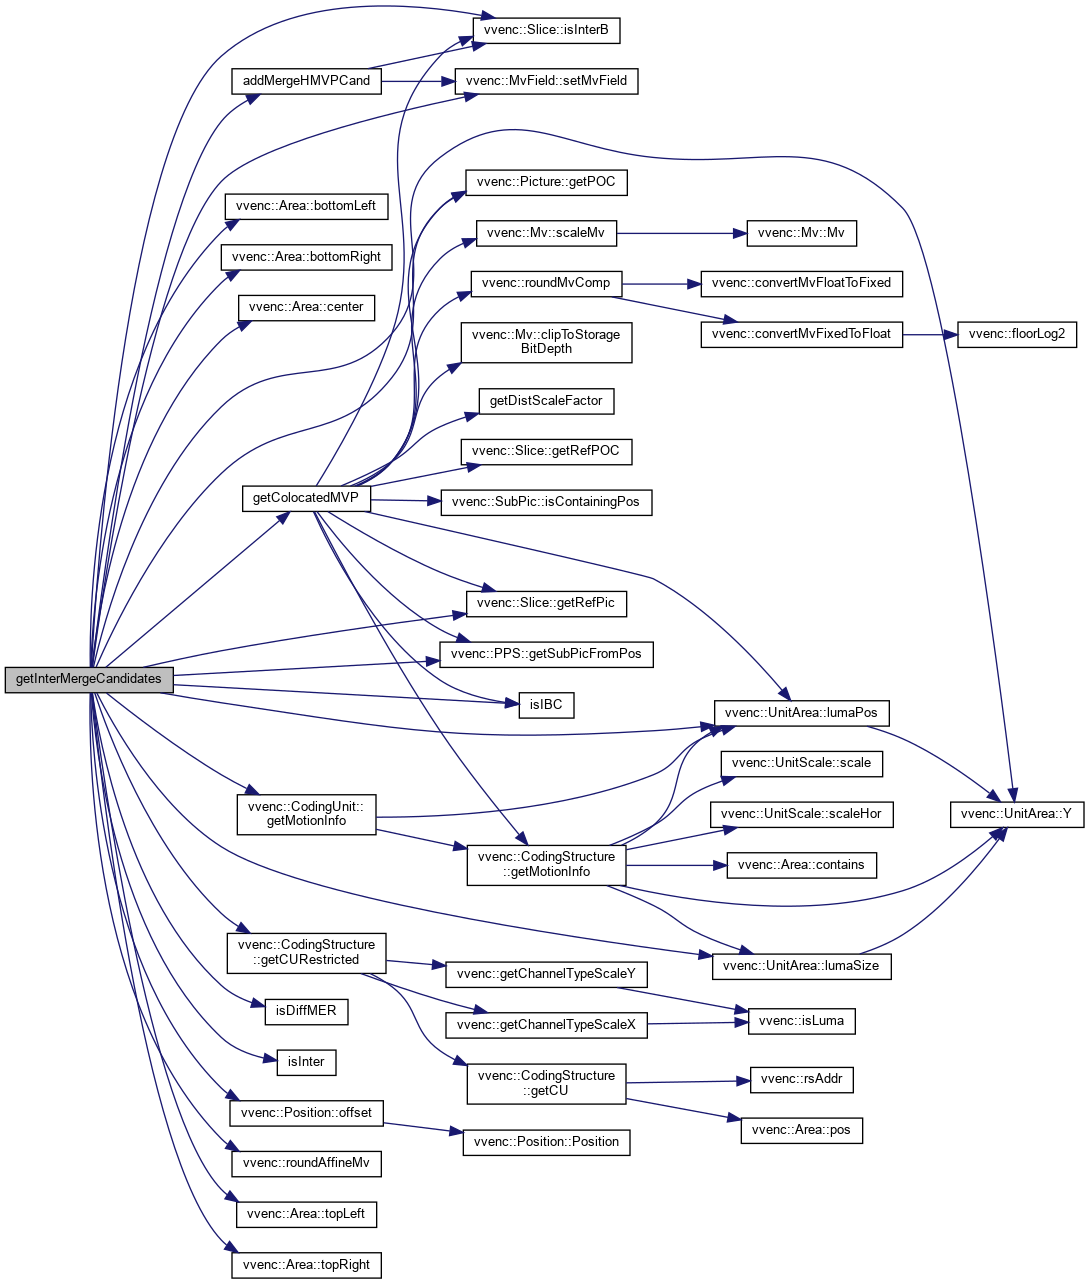 vvenc::Slice::isInterB
addMergeHMVPCand
vvenc::MvField::setMvField
vvenc::Picture::getPOC
vvenc::Area::bottomLeft
vvenc::Mv::scaleMv
vvenc::Mv::Mv
vvenc::Area::bottomRight
vvenc::roundMvComp
vvenc::convertMvFloatToFixed
vvenc::Area::center
vvenc::convertMvFixedToFloat
vvenc::floorLog2
vvenc::Mv::clipToStorage
BitDepth
getDistScaleFactor
vvenc::Slice::getRefPOC
getColocatedMVP
vvenc::SubPic::isContainingPos
vvenc::Slice::getRefPic
vvenc::PPS::getSubPicFromPos
getInterMergeCandidates
isIBC
vvenc::UnitArea::lumaPos
vvenc::UnitScale::scale
vvenc::CodingUnit::
getMotionInfo
vvenc::UnitScale::scaleHor
vvenc::UnitArea::Y
vvenc::CodingStructure
::getMotionInfo
vvenc::Area::contains
vvenc::CodingStructure
::getCURestricted
vvenc::UnitArea::lumaSize
vvenc::getChannelTypeScaleY
isDiffMER
vvenc::getChannelTypeScaleX
vvenc::isLuma
isInter
vvenc::CodingStructure
::getCU
vvenc::rsAddr
vvenc::Position::offset
vvenc::Area::pos
vvenc::Position::Position
vvenc::roundAffineMv
vvenc::Area::topLeft
vvenc::Area::topRight